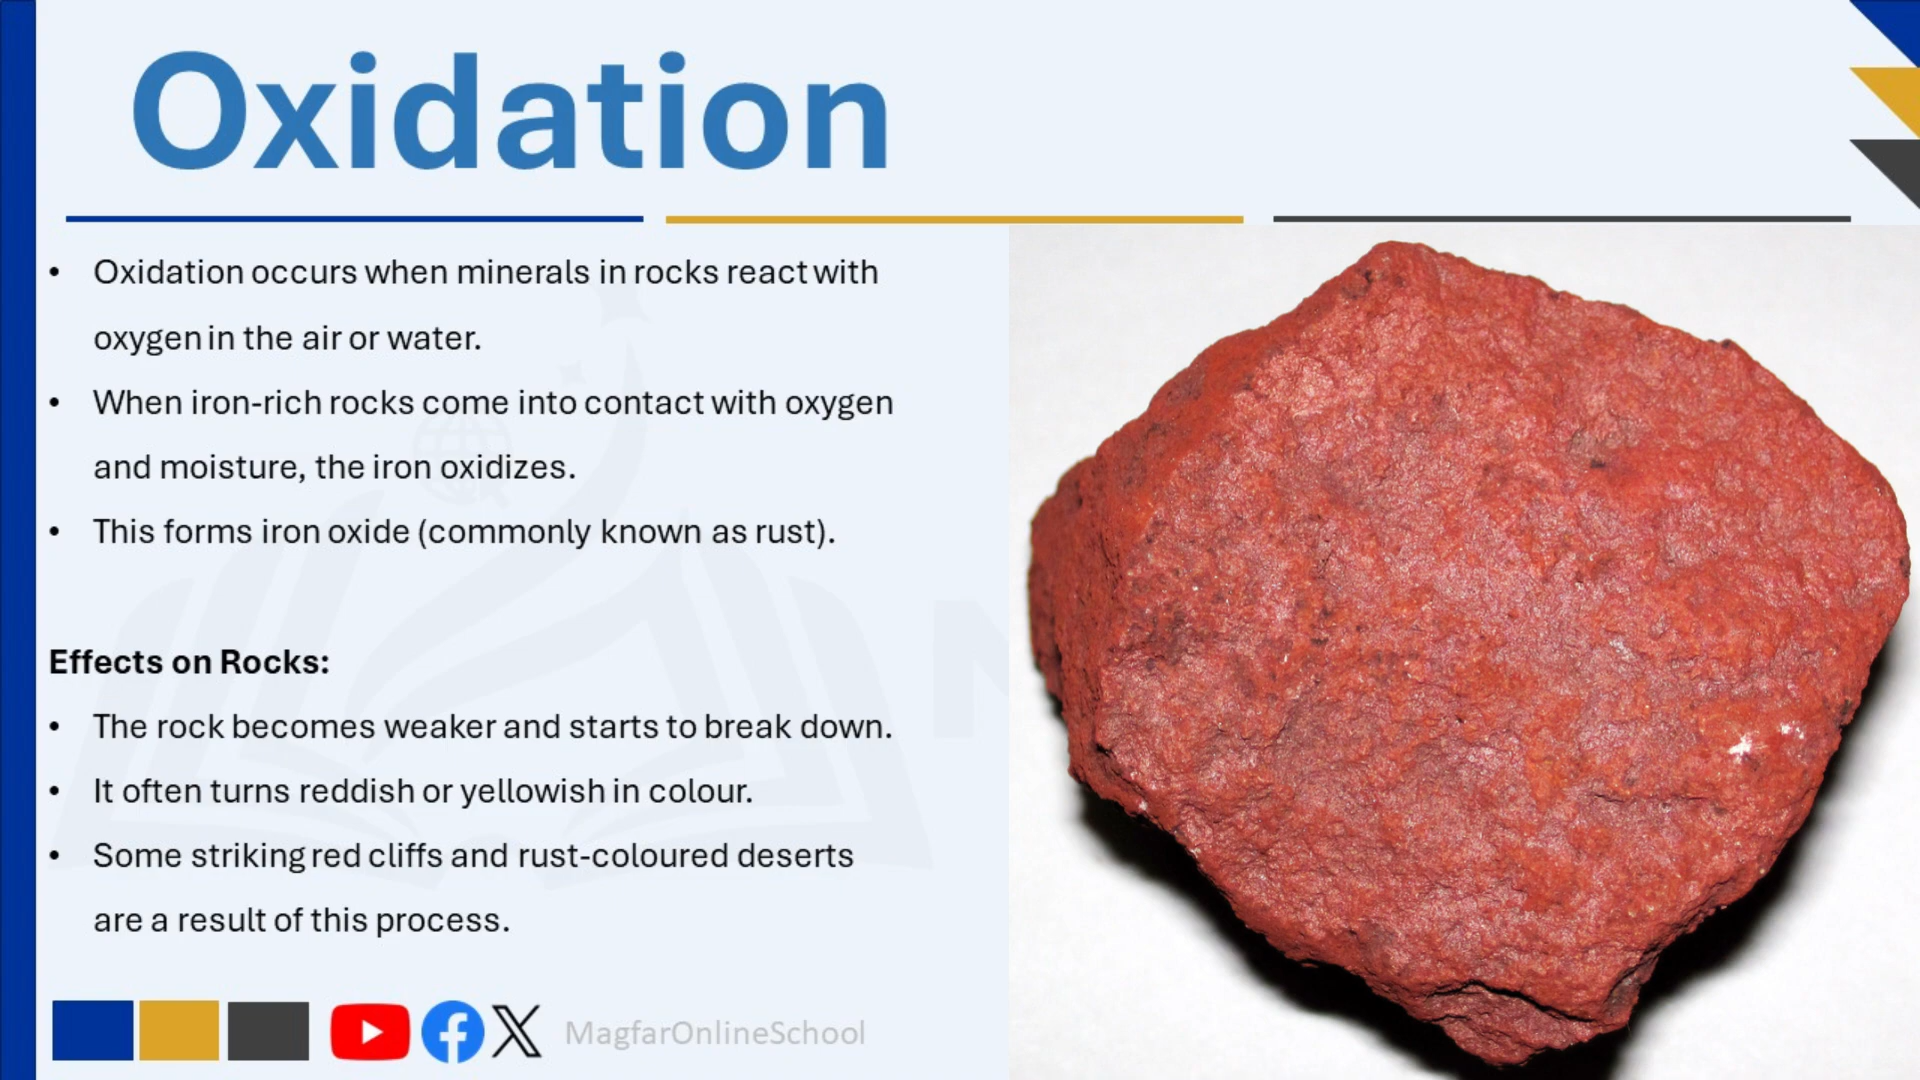 Oxidation
• Oxidation occurs when minerals in rocks react with
oxygen in the air or water.
• When iron-rich rocks come into contact with oxygen
and moisture, the iron oxidizes.
• This forms iron oxide (commonly known as rust).
Effects on Rocks:
• The rock becomes weaker and starts to break down.
• It often turns reddish or yellowish in colour.
• Some striking red cliffs and rust-coloured deserts
are a result of this process.
MagfarOnlineSchool